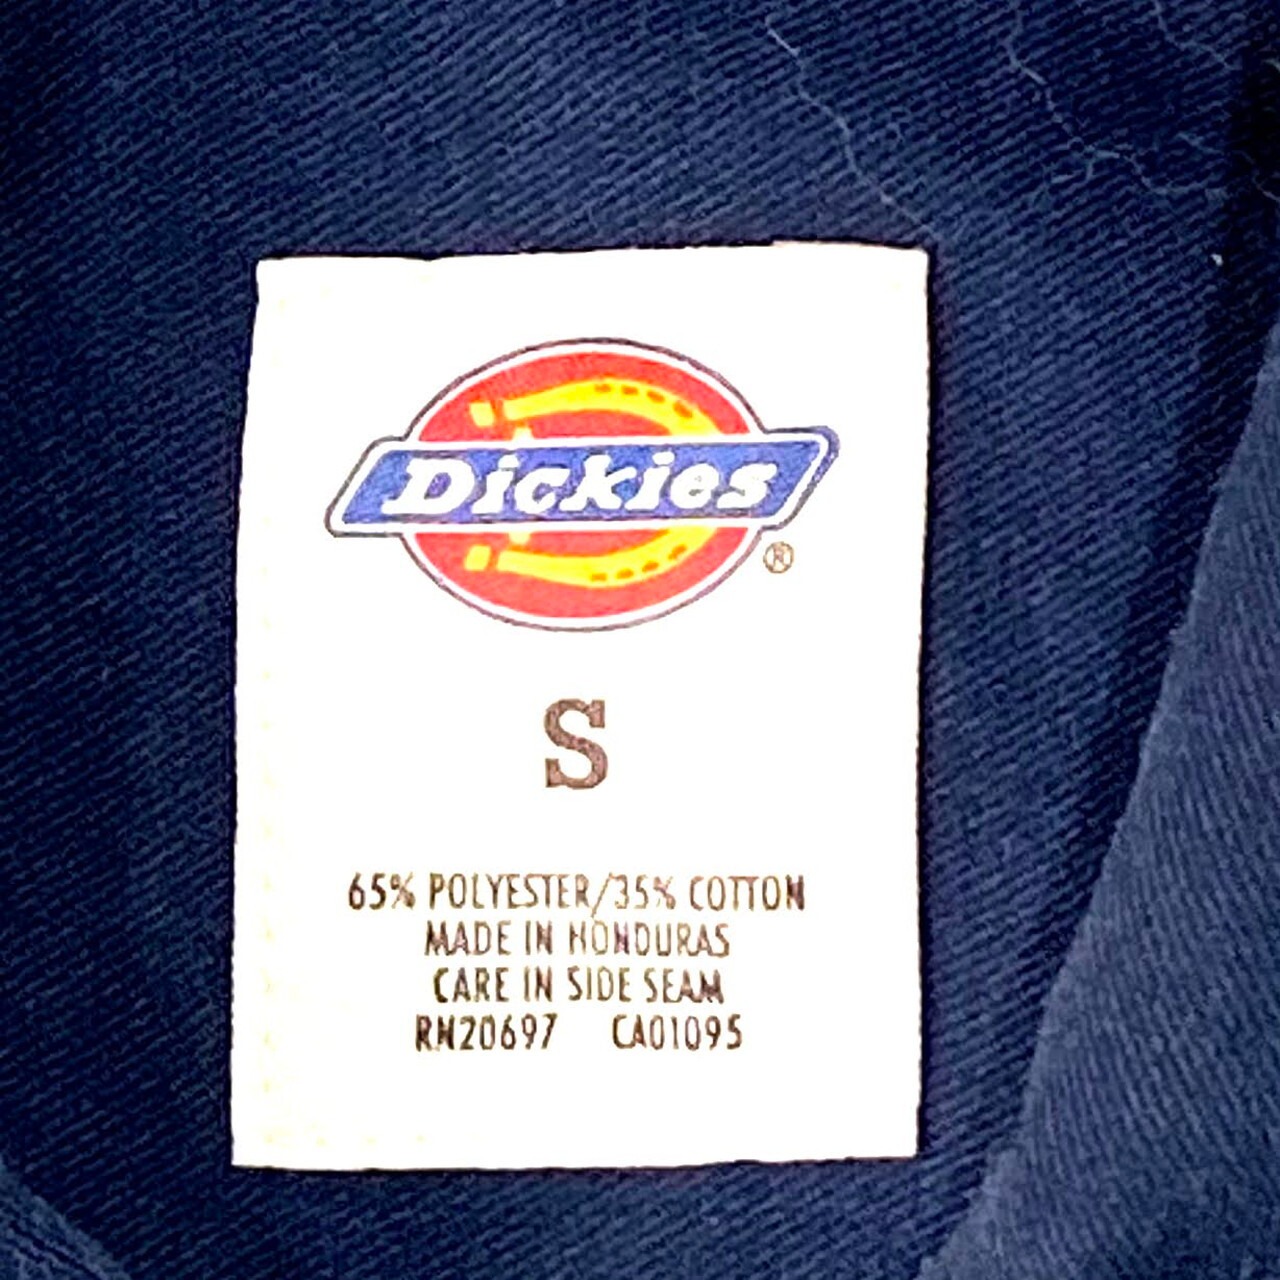 Dickies
®
S
65% POLYESTER/35% COTTON
MADE IN HONDURAS
CARE IN SIDE SEAM
RN20697 CA01095